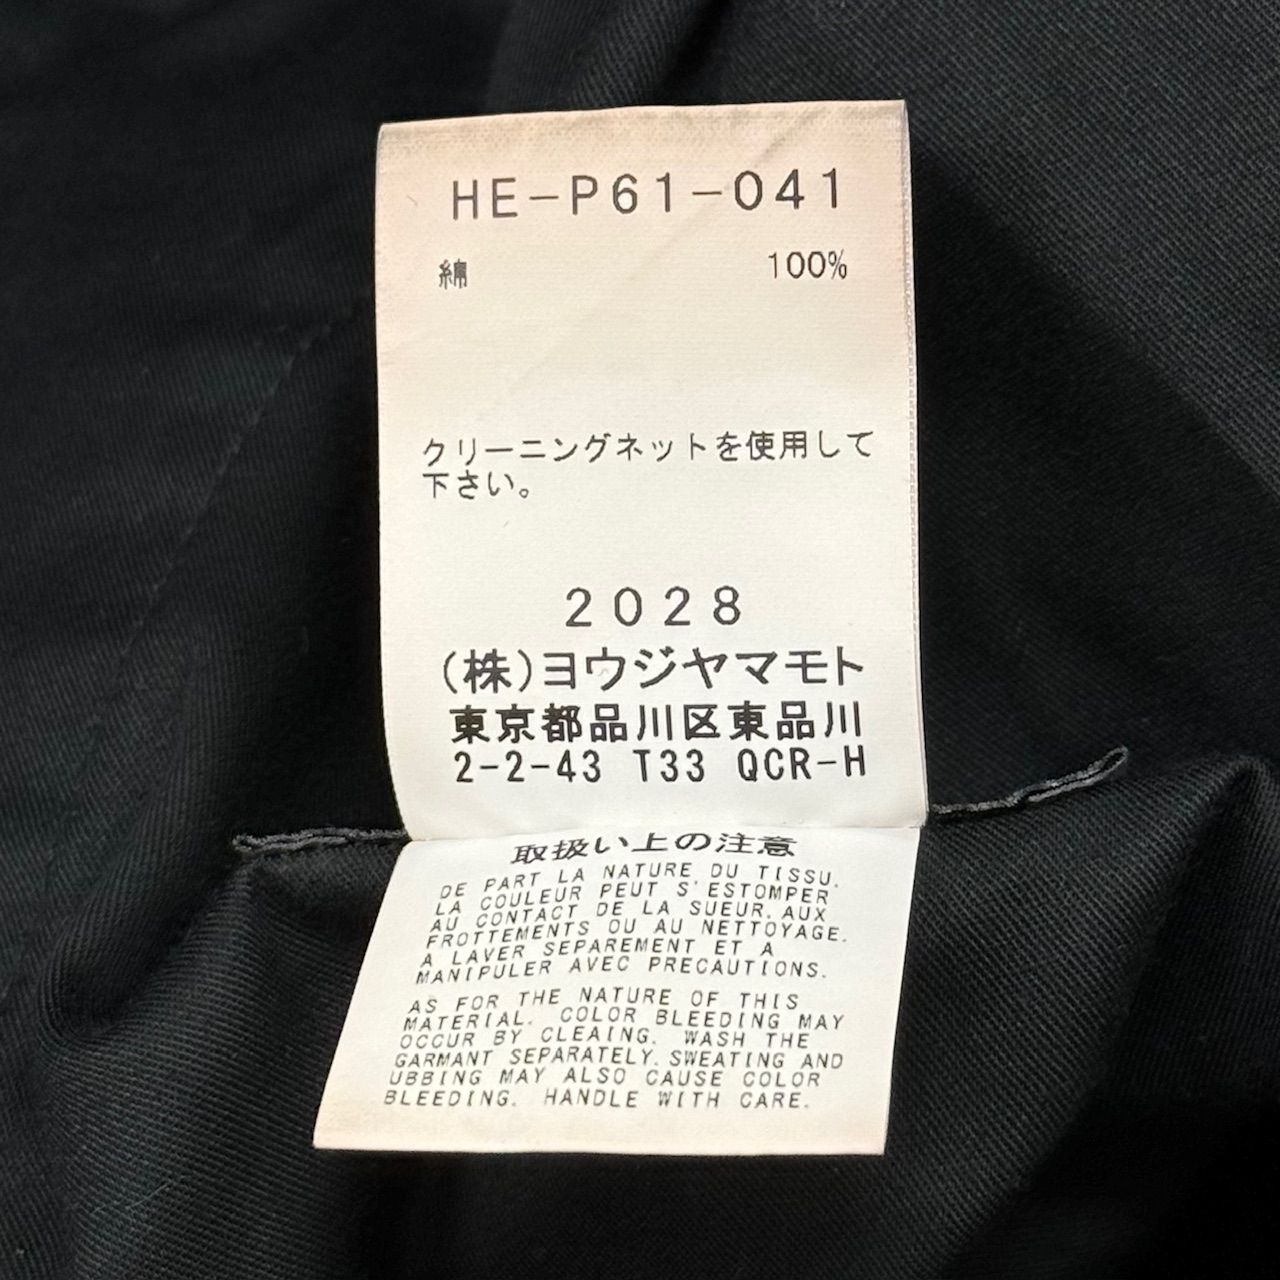 HE-P61-041
綿 100%
クリーニングネットを使用して
下さい。
2028
(株)ヨウジヤマモト
東京都品川区東品川
2-2-43 T33 QCR-H
取扱い上の注意
DE PART LA NATURE DU TISSU.
LA COULEUR PEUT S'ESTOMPER
AU CONTACT DE LA SUEUR. AUX
FROTTEMENTS OU AU NETTOYAGE.
A LAVER SEPAREMENT ET A
MANIPULER AVEC PRECAUTIONS.
AS FOR THE NATURE OF THIS
MATERIAL. COLOR BLEEDING MAY
OCCUR BY CLEAING. WASH THE
GARMANT SEPARATELY. SWEATING AND
UBBING MAY ALSO CAUSE COLOR
BLEEDING. HANDLE WITH CARE.